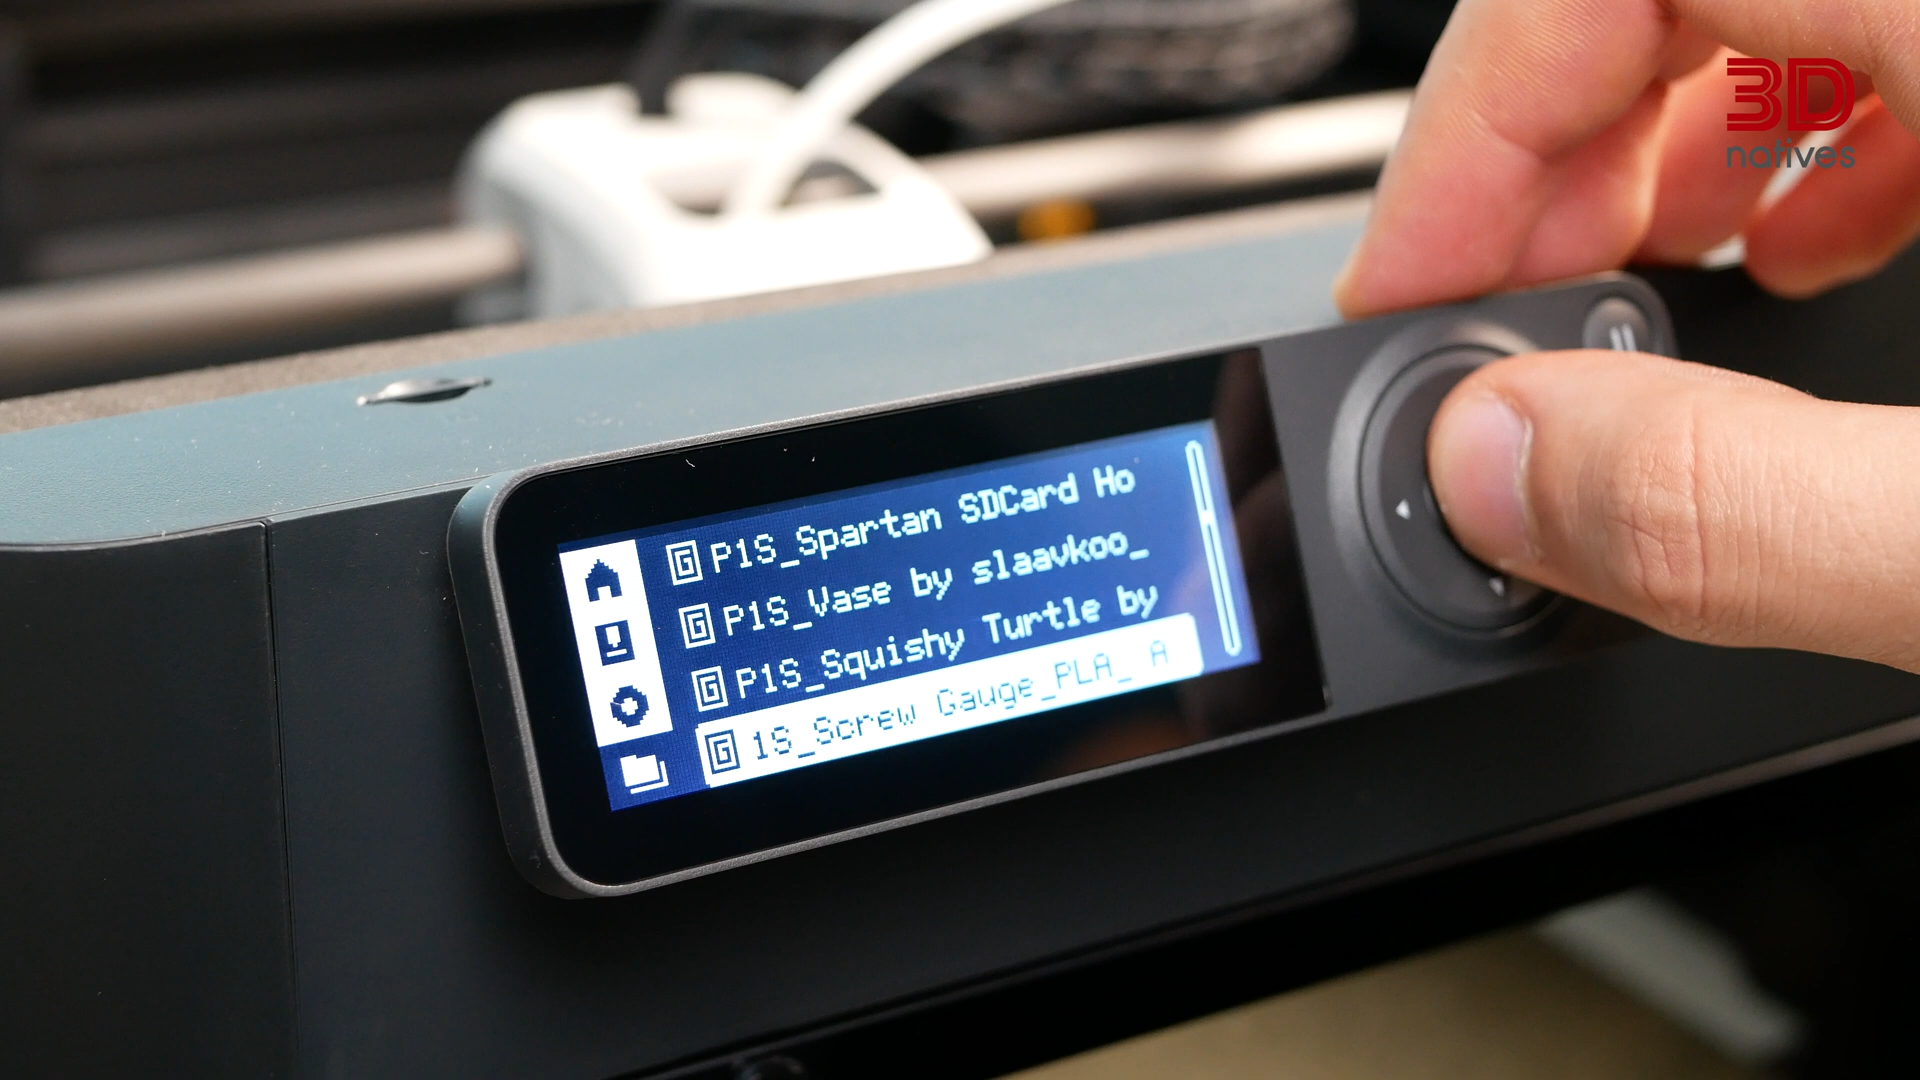 3D
natives
G P1S_Spartan SDCard Ho
G P1S_Vase by slaavkoo_
G P1S_Squishy Turtle by
G 1S_Screw Gauge_PLA_ A